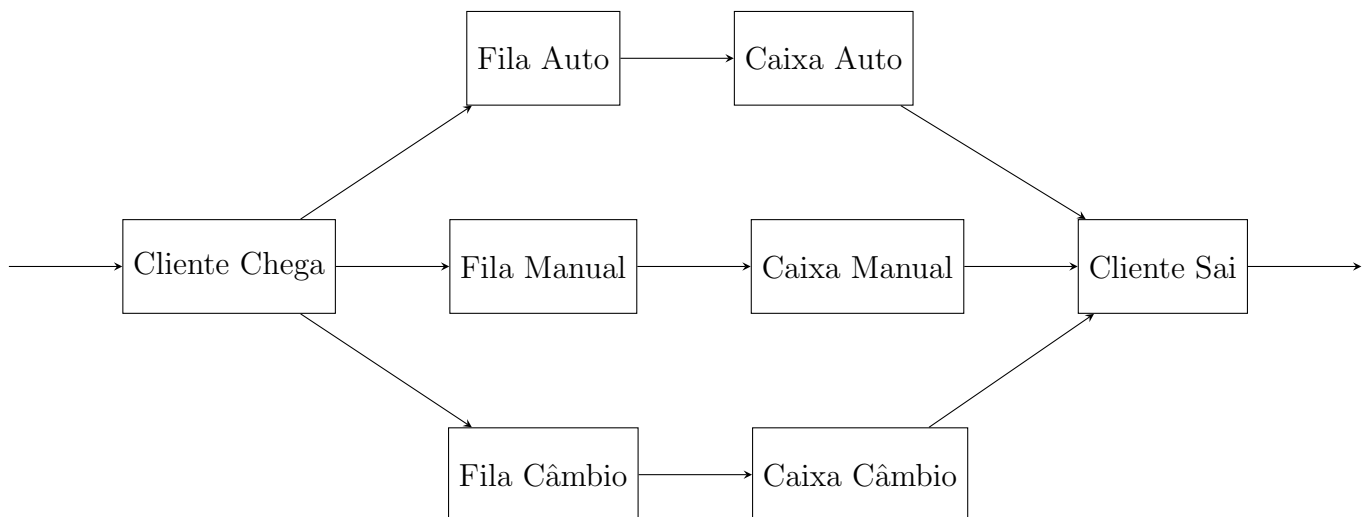 Fila Auto
Caixa Auto
Cliente Chega
Fila Manual
Caixa Manual
Cliente Sai
Fila Câmbio
Caixa Câmbio